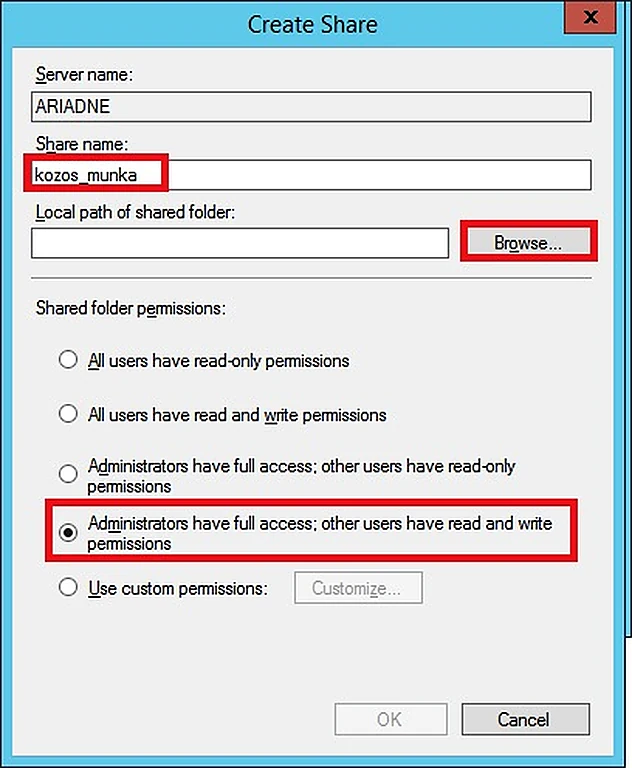 Create Share
X
Server name:
ARIADNE
Share name:
kozos_munka
Local path of shared folder:
Browse...
Shared folder permissions:
All users have read-only permissions
All users have read and write permissions
Administrators have full access; other users have read-only
permissions
Administrators have full access; other users have read and write
permissions
Use custom permissions:
Customize...
OK
Cancel